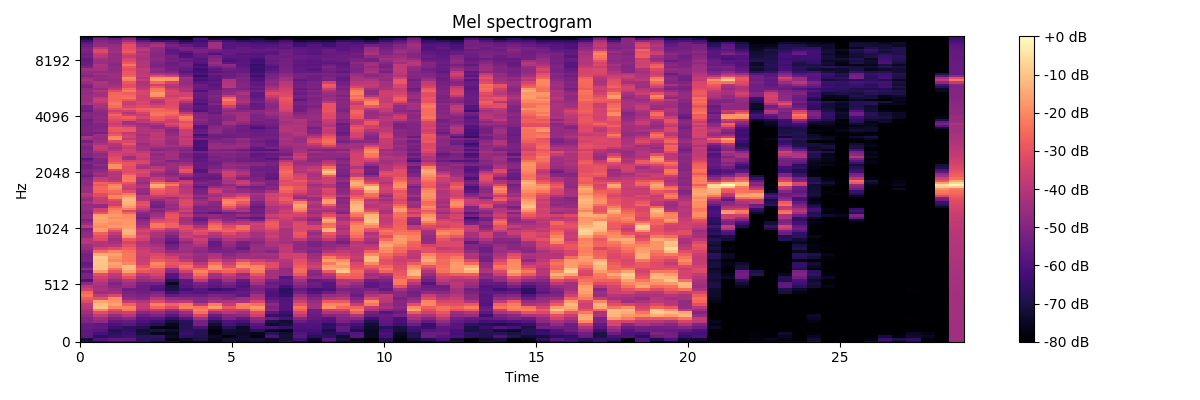 Mel spectrogram
8192
4096
2048
1024
512
0
Hz
0 5 10 15 20 25
Time
+0 dB
-10 dB
-20 dB
-30 dB
-40 dB
-50 dB
-60 dB
-70 dB
-80 dB